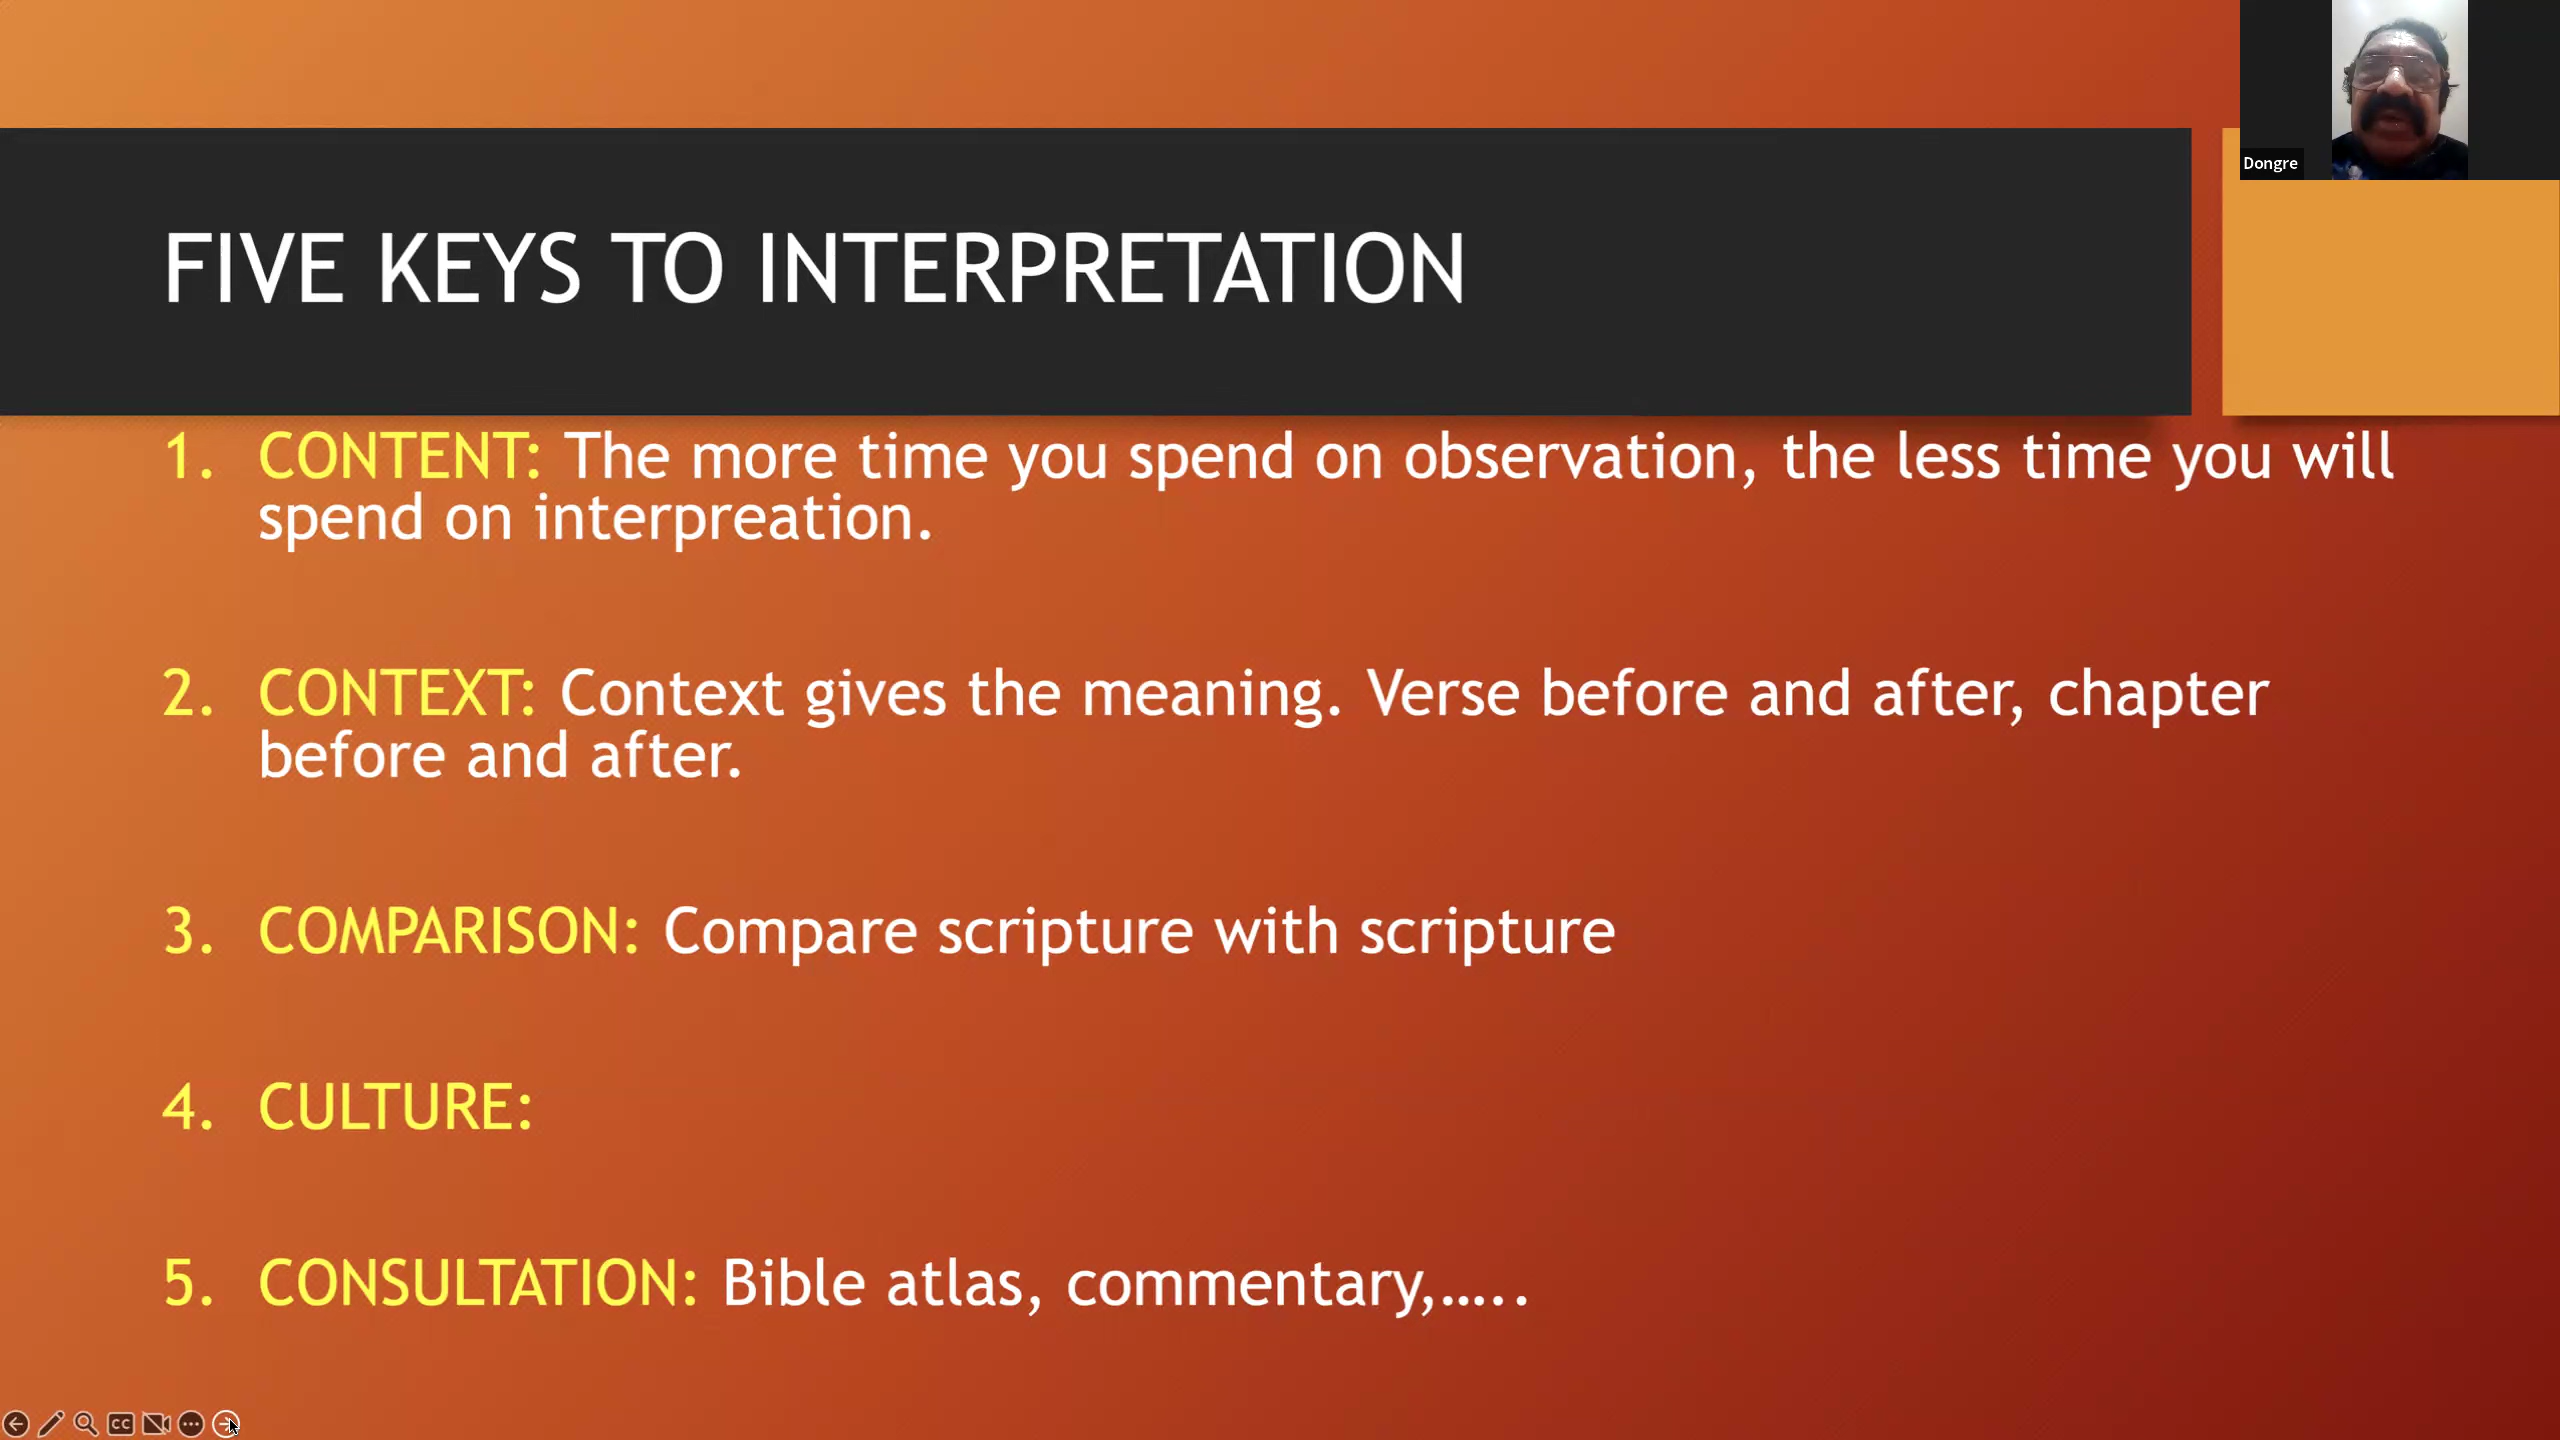 Dongre
FIVE KEYS TO INTERPRETATION
1. CONTENT: The more time you spend on observation, the less time you will
spend on interpreation.
2. CONTEXT: Context gives the meaning. Verse before and after, chapter
before and after.
3. COMPARISON: Compare scripture with scripture
4. CULTURE:
5. CONSULTATION: Bible atlas, commentary,…..
CC